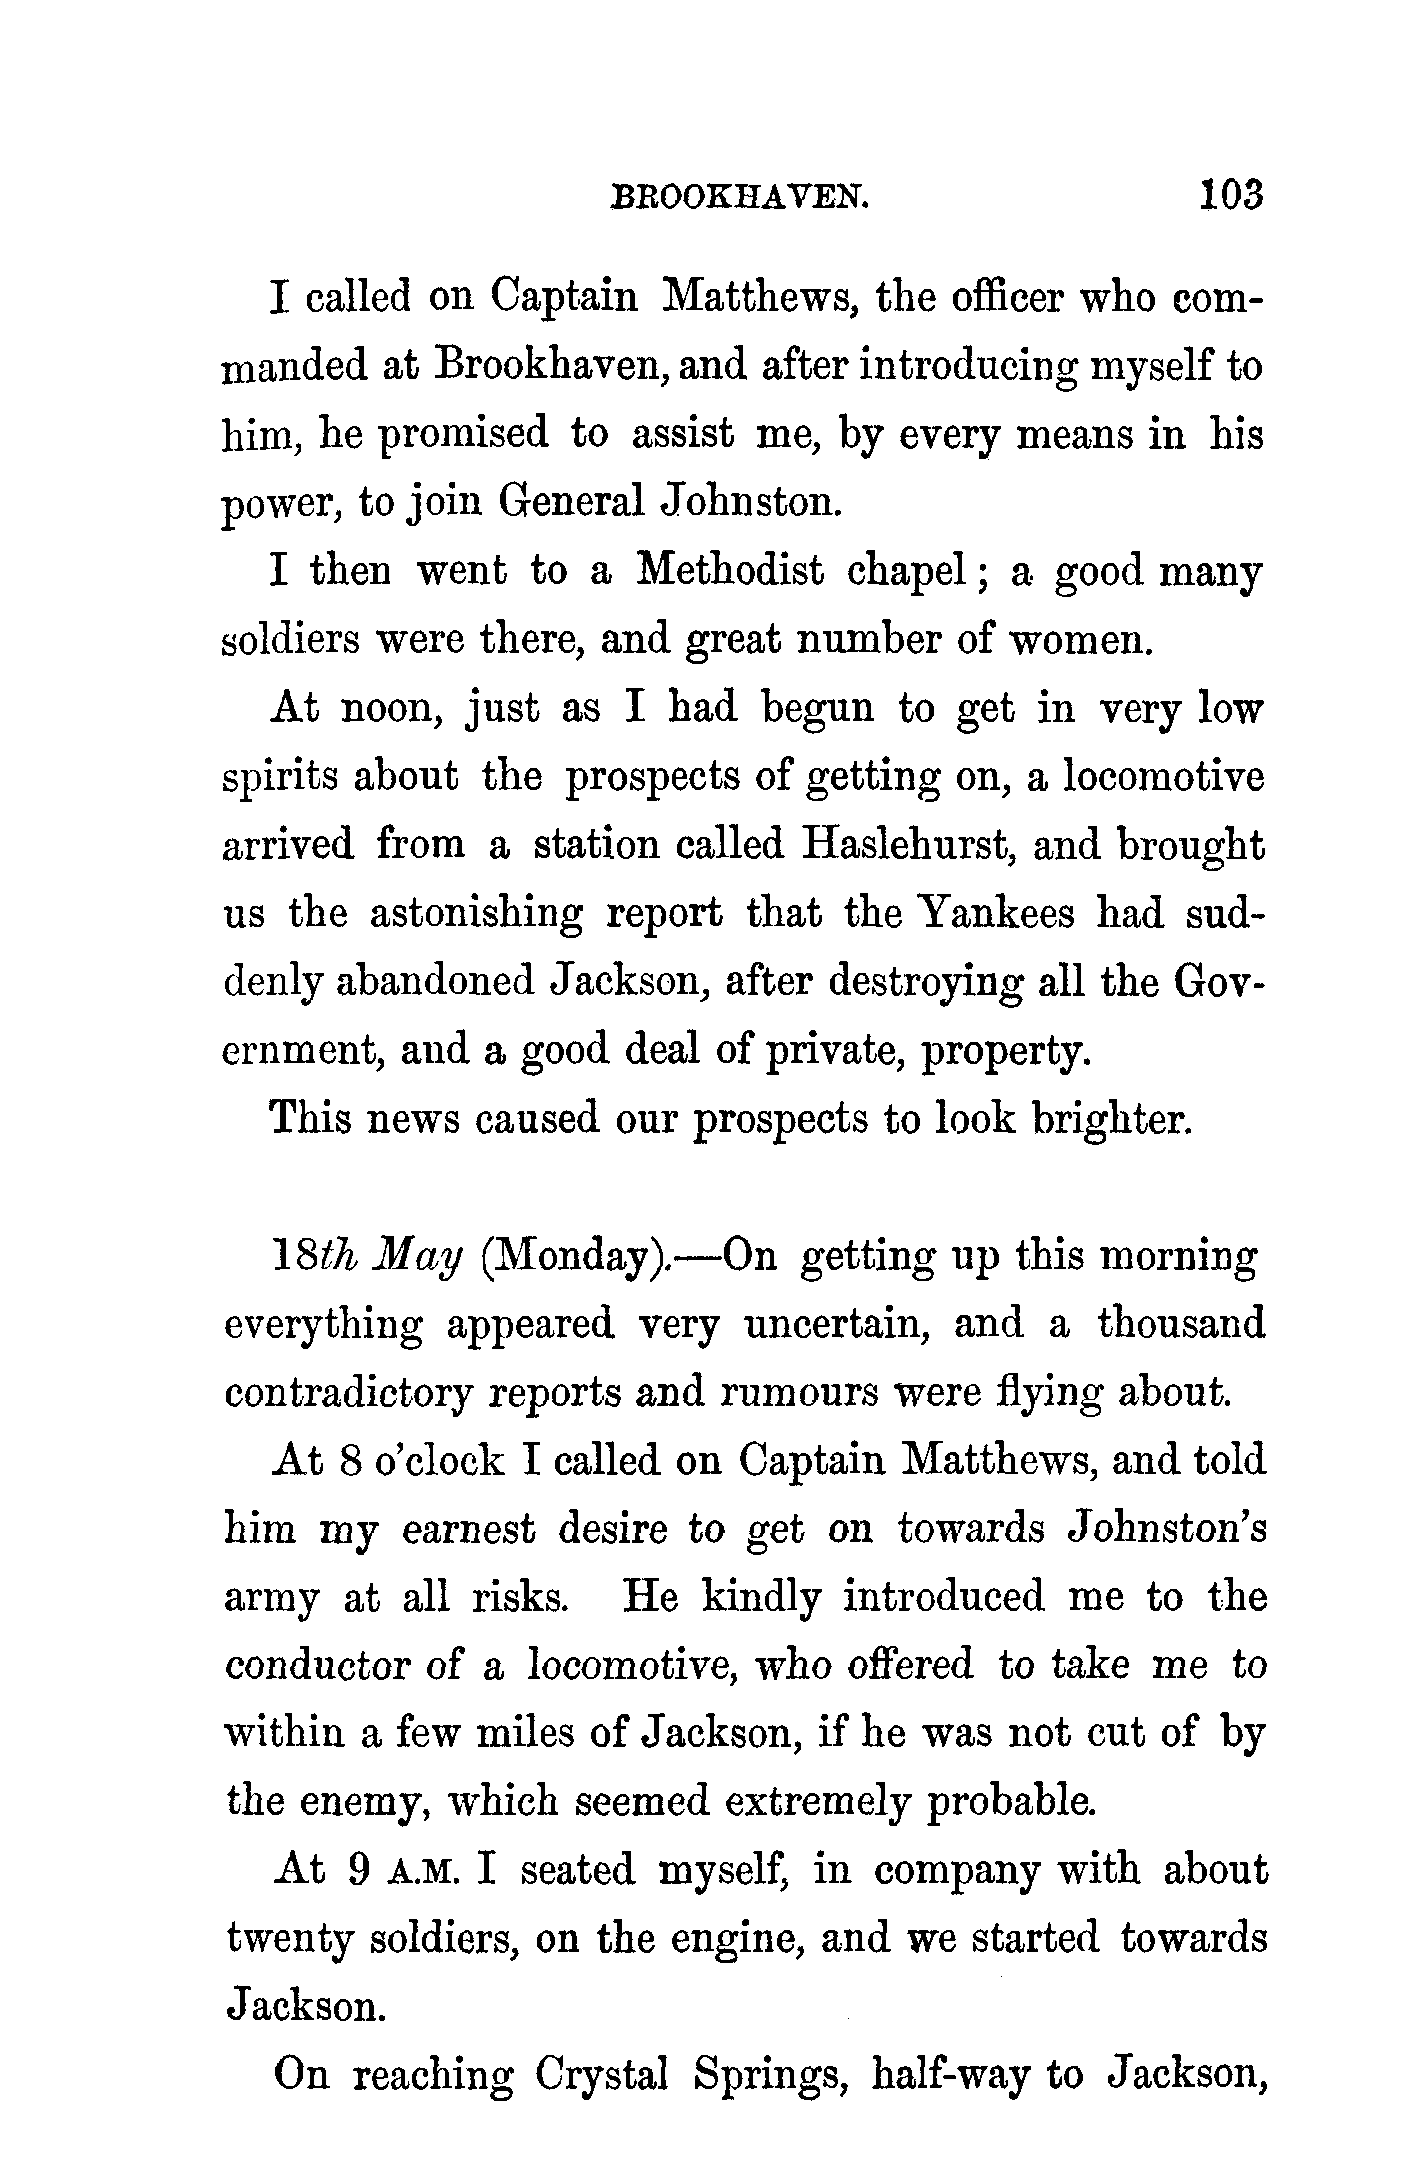 BROOKHAVEN. 103
I called on Captain Matthews, the officer who com-
manded at Brookhaven, and after introducing myself to
him, he promised to assist me, by every means in his
power, to join General Johnston.
I then went to a Methodist chapel; a good many
soldiers were there, and great number of women.
At noon, just as I had begun to get in very low
spirits about the prospects of getting on, a locomotive
arrived from a station called Haslehurst, and brought
us the astonishing report that the Yankees had sud-
denly abandoned Jackson, after destroying all the Gov-
ernment, and a good deal of private, property.
This news caused our prospects to look brighter.
18th May (Monday).—On getting up this morning
everything appeared very uncertain, and a thousand
contradictory reports and rumours were flying about.
At 8 o'clock I called on Captain Matthews, and told
him my earnest desire to get on towards Johnston's
army at all risks. He kindly introduced me to the
conductor of a locomotive, who offered to take me to
within a few miles of Jackson, if he was not cut of by
the enemy, which seemed extremely probable.
At 9 A.M. I seated myself, in company with about
twenty soldiers, on the engine, and we started towards
Jackson.
On reaching Crystal Springs, half-way to Jackson,